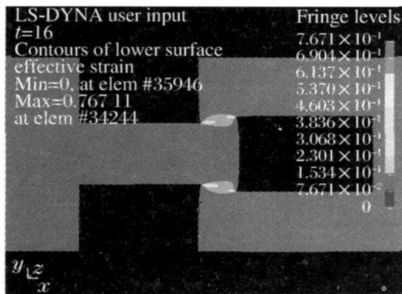 LS-DYNA user input
t=16
Contours of lower surface
effective strain
Min=0, at elem #35946
Max=0.767 11
at elem #34244
Fringe levels
7.671×10⁻¹
6.904×10⁻¹
6.137×10⁻¹
5.370×10⁻¹
4.603×10⁻¹
3.836×10⁻¹
3.068×10⁻¹
2.301×10⁻¹
1.534×10⁻¹
7.671×10⁻²
0
y z
x